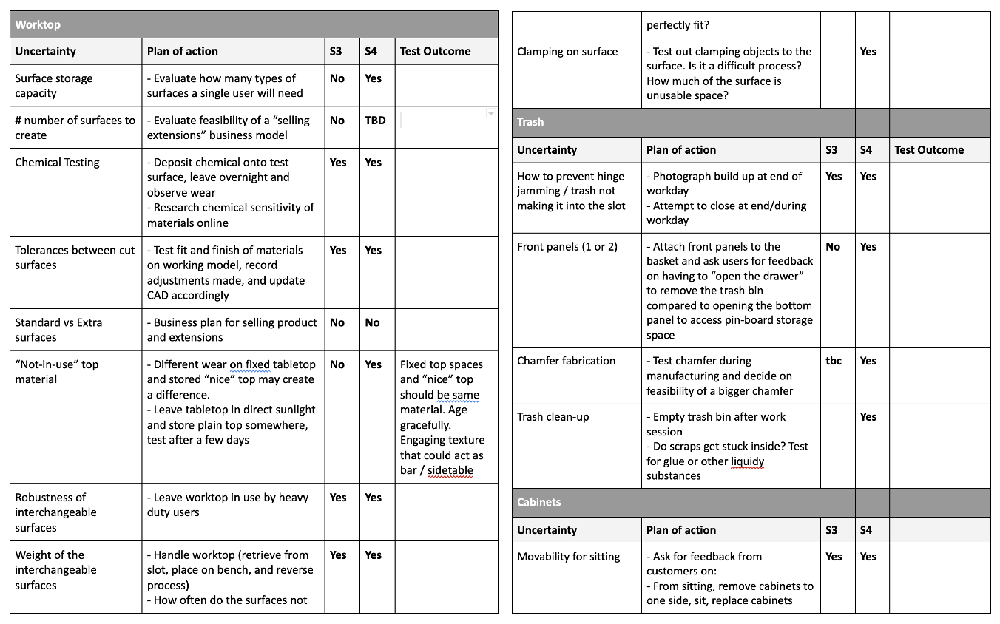 Worktop
Uncertainty Plan of action S3 S4 Test Outcome
Surface storage capacity - Evaluate how many types of surfaces a single user will need No Yes
# number of surfaces to create - Evaluate feasibility of a “selling extensions” business model No TBD
Chemical Testing - Deposit chemical onto test surface, leave overnight and observe wear - Research chemical sensitivity of materials online Yes Yes
Tolerances between cut surfaces - Test fit and finish of materials on working model, record adjustments made, and update CAD accordingly Yes Yes
Standard vs Extra surfaces - Business plan for selling product and extensions No No
“Not-in-use” top material - Different wear on fixed tabletop and stored “nice” top may create a difference. - Leave tabletop in direct sunlight and store plain top somewhere, test after a few days No Yes Fixed top spaces and “nice” top should be same material. Age gracefully. Engaging texture that could act as bar / sidetable
Robustness of interchangeable surfaces - Leave worktop in use by heavy duty users Yes Yes
Weight of the interchangeable surfaces - Handle worktop (retrieve from slot, place on bench, and reverse process) - How often do the surfaces not Yes Yes
perfectly fit?
Clamping on surface - Test out clamping objects to the surface. Is it a difficult process? How much of the surface is unusable space? Yes
Trash
Uncertainty Plan of action S3 S4 Test Outcome
How to prevent hinge jamming / trash not making it into the slot - Photograph build up at end of workday - Attempt to close at end/during workday Yes Yes
Front panels (1 or 2) - Attach front panels to the basket and ask users for feedback on having to “open the drawer” to remove the trash bin compared to opening the bottom panel to access pin-board storage space No Yes
Chamfer fabrication - Test chamfer during manufacturing and decide on feasibility of a bigger chamfer tbc Yes
Trash clean-up - Empty trash bin after work session - Do scraps get stuck inside? Test for glue or other liquidy substances Yes
Cabinets
Uncertainty Plan of action S3 S4
Movability for sitting - Ask for feedback from customers on: - From sitting, remove cabinets to one side, sit, replace cabinets Yes Yes